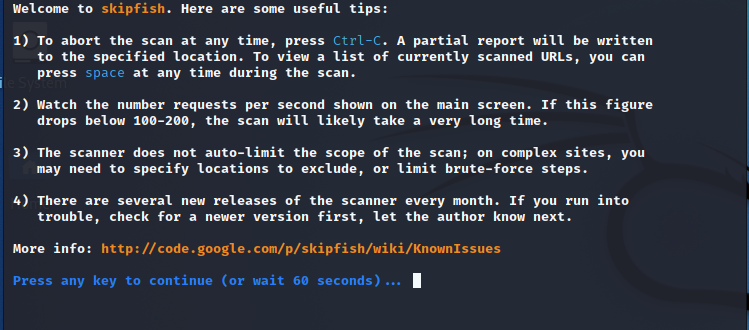 Welcome to skipfish. Here are some useful tips:
1) To abort the scan at any time, press Ctrl-C. A partial report will be written
to the specified location. To view a list of currently scanned URLs, you can
press space at any time during the scan.
2) Watch the number requests per second shown on the main screen. If this figure
drops below 100-200, the scan will likely take a very long time.
3) The scanner does not auto-limit the scope of the scan; on complex sites, you
may need to specify locations to exclude, or limit brute-force steps.
4) There are several new releases of the scanner every month. If you run into
trouble, check for a newer version first, let the author know next.
More info: http://code.google.com/p/skipfish/wiki/KnownIssues
Press any key to continue (or wait 60 seconds)...